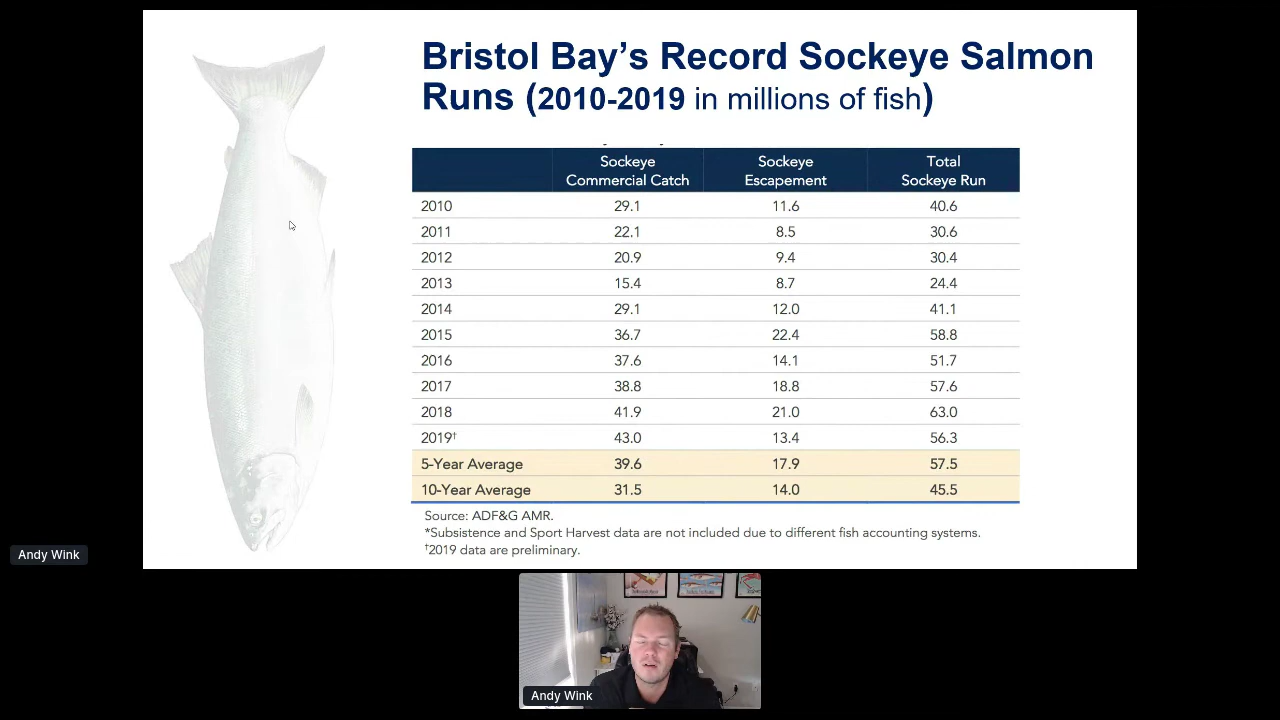 Bristol Bay’s Record Sockeye Salmon
Runs (2010-2019 in millions of fish)
Sockeye Commercial Catch Sockeye Escapement Total Sockeye Run
2010 29.1 11.6 40.6
2011 22.1 8.5 30.6
2012 20.9 9.4 30.4
2013 15.4 8.7 24.4
2014 29.1 12.0 41.1
2015 36.7 22.4 58.8
2016 37.6 14.1 51.7
2017 38.8 18.8 57.6
2018 41.9 21.0 63.0
2019† 43.0 13.4 56.3
5-Year Average 39.6 17.9 57.5
10-Year Average 31.5 14.0 45.5
Source: ADF&G AMR.
*Subsistence and Sport Harvest data are not included due to different fish accounting systems.
†2019 data are preliminary.
Andy Wink
Andy Wink